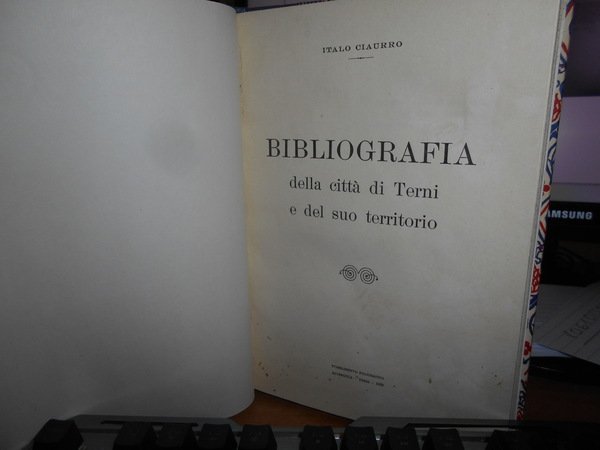 ITALO CIAURRO
BIBLIOGRAFIA
della città di Terni
e del suo territorio
SAMSUNG